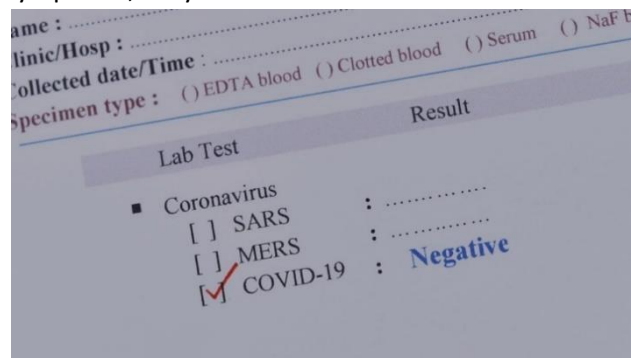 ame : ....................
linic/Hosp : ....................
ollected date/Time : ....................
Specimen type : ( ) EDTA blood ( ) Clotted blood ( ) Serum ( ) NaF b
Lab Test Result
▪ Coronavirus
[ ] SARS : ..............
[ ] MERS : ..............
[✓] COVID-19 : Negative